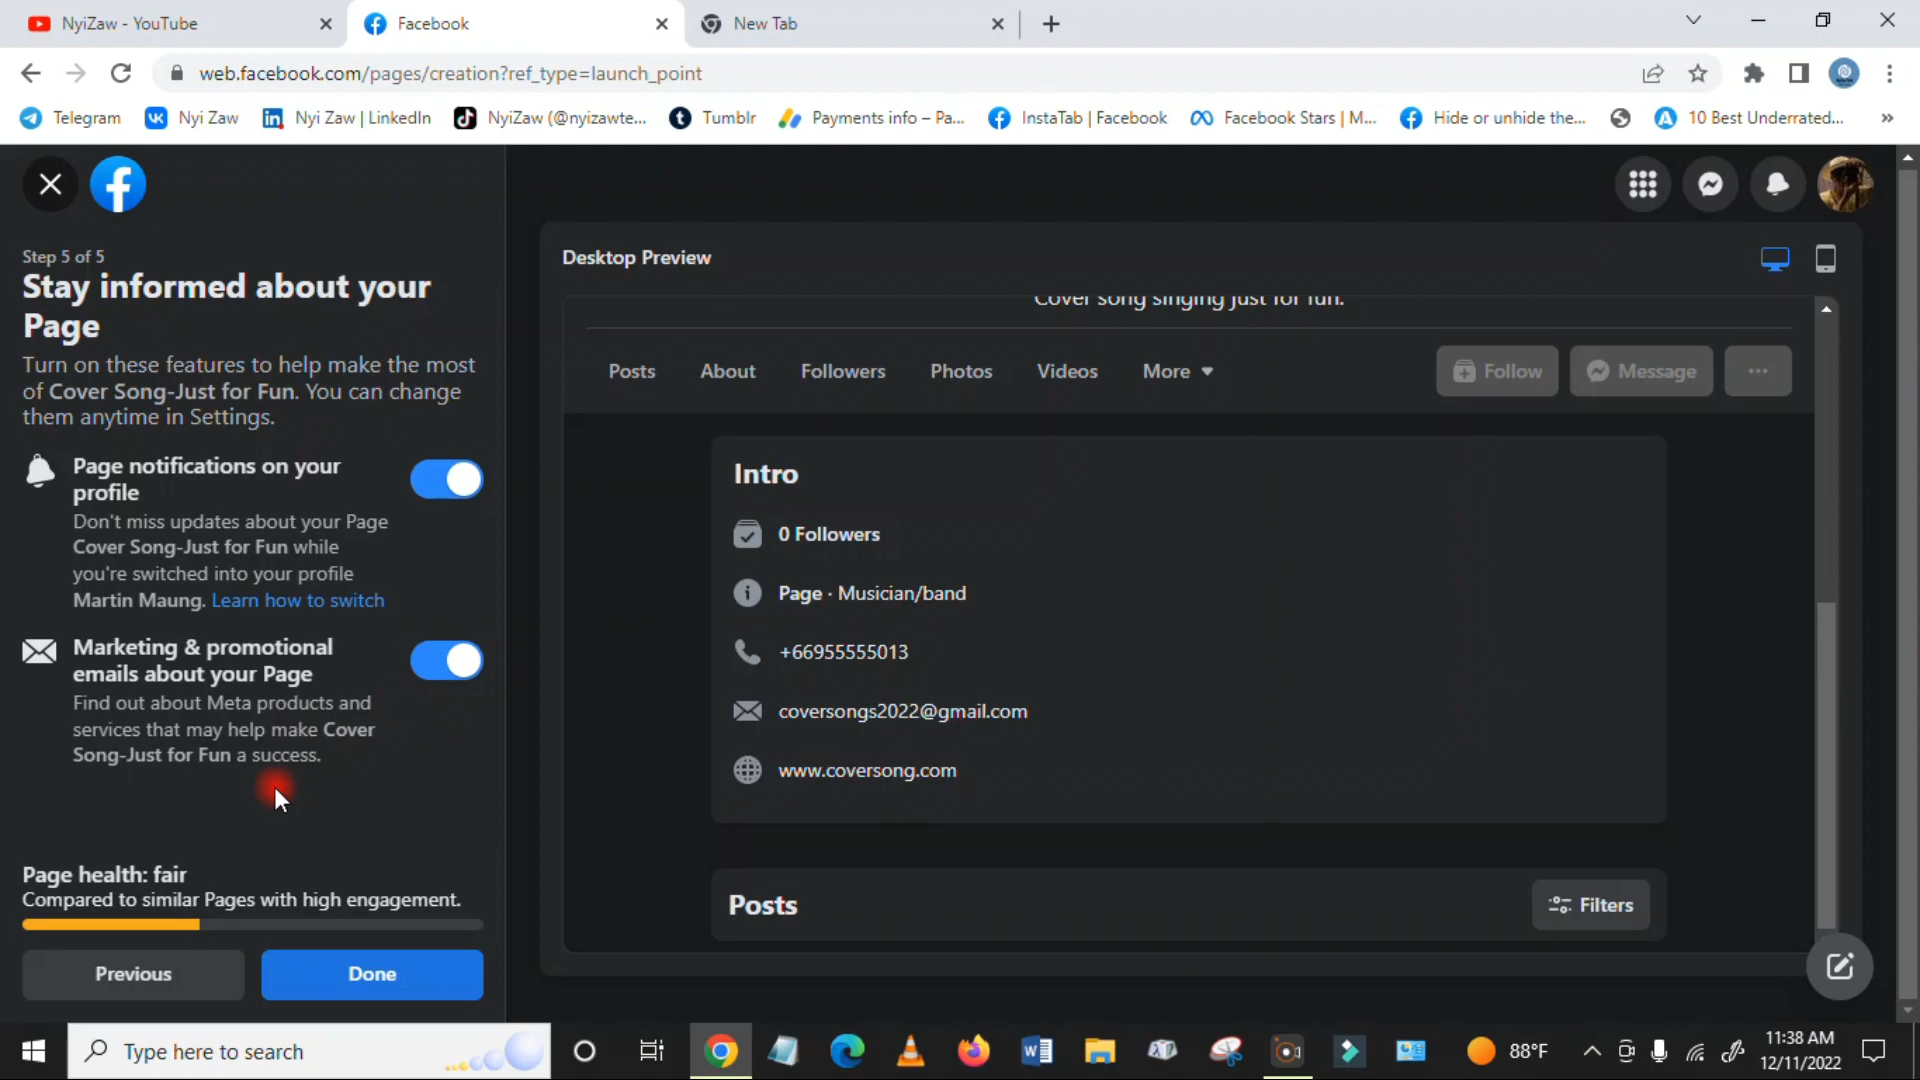 NyiZaw - YouTube
Facebook
New Tab
web.facebook.com/pages/creation?ref_type=launch_point
Telegram
Nyi Zaw
Nyi Zaw | LinkedIn
NyiZaw (@nyizawte...
Tumblr
Payments info – Pa...
InstaTab | Facebook
Facebook Stars | M...
Hide or unhide the...
10 Best Underrated...
Step 5 of 5
Stay informed about your
Page
Turn on these features to help make the most
of Cover Song-Just for Fun. You can change
them anytime in Settings.
Page notifications on your
profile
Don't miss updates about your Page
Cover Song-Just for Fun while
you're switched into your profile
Martin Maung. Learn how to switch
Marketing & promotional
emails about your Page
Find out about Meta products and
services that may help make Cover
Song-Just for Fun a success.
Page health: fair
Compared to similar Pages with high engagement.
Previous
Done
Desktop Preview
Cover song singing just for fun.
Posts
About
Followers
Photos
Videos
More
Follow
Message
Intro
0 Followers
Page · Musician/band
+66955555013
coversongs2022@gmail.com
www.coversong.com
Posts
Filters
Type here to search
88°F
11:38 AM
12/11/2022